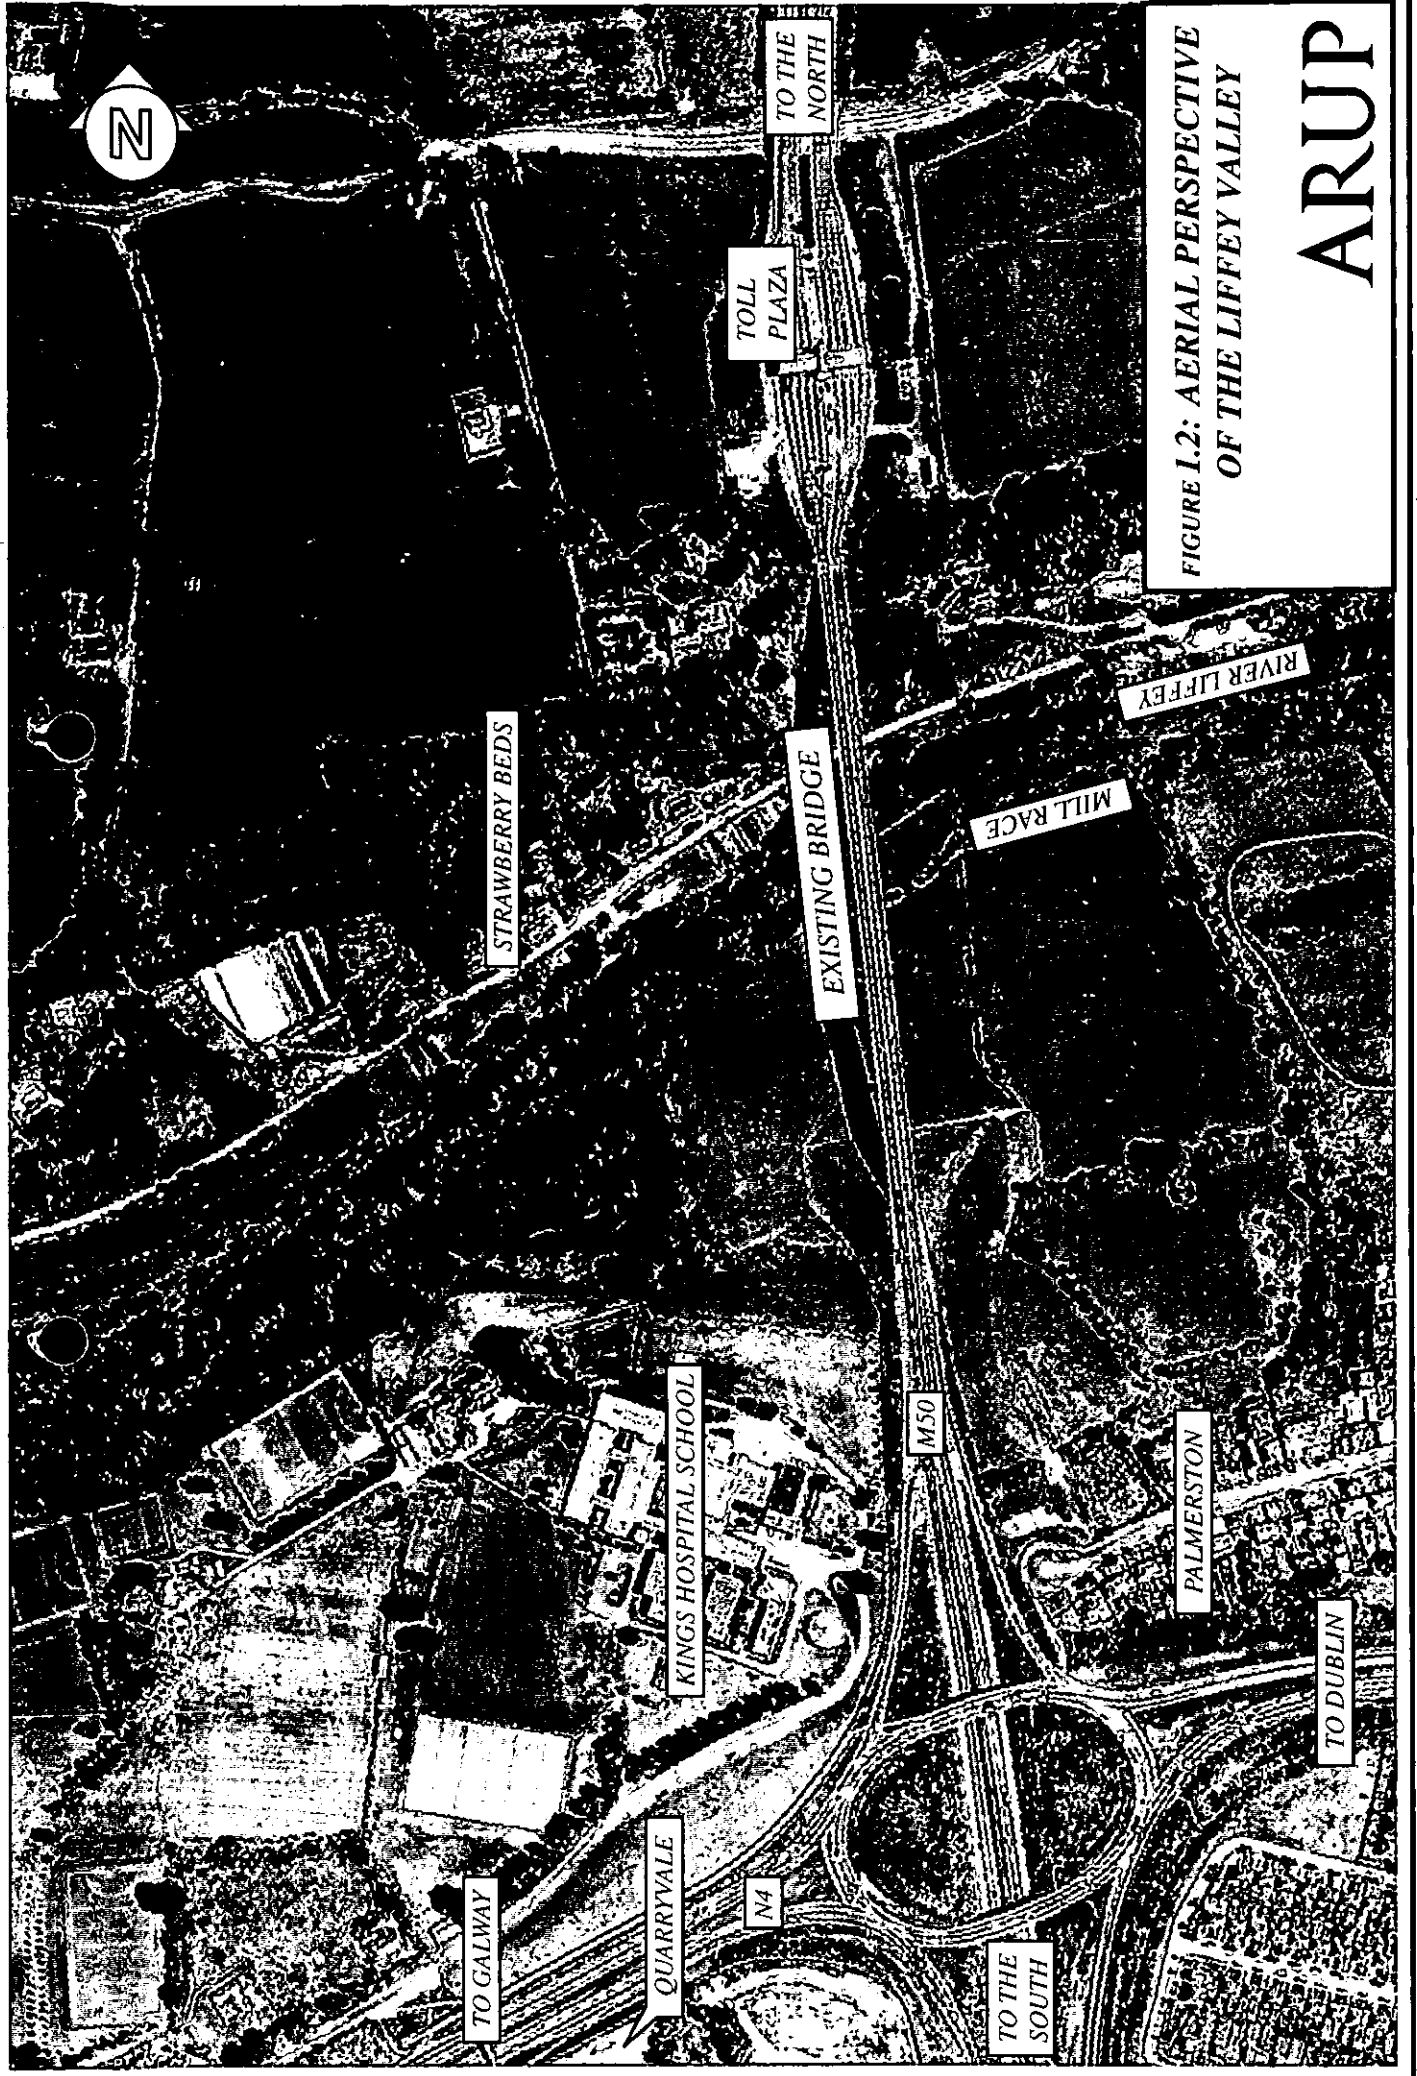 N
TO THE
NORTH
TOLL
PLAZA
STRAWBERRY BEDS
EXISTING BRIDGE
RIVER LIFFEY
MILL RACE
KINGS HOSPITAL SCHOOL
M50
PALMERSTON
TO DUBLIN
TO GALWAY
QUARRYVALE
N4
TO THE
SOUTH
FIGURE 1.2: AERIAL PERSPECTIVE
OF THE LIFFEY VALLEY
ARUP